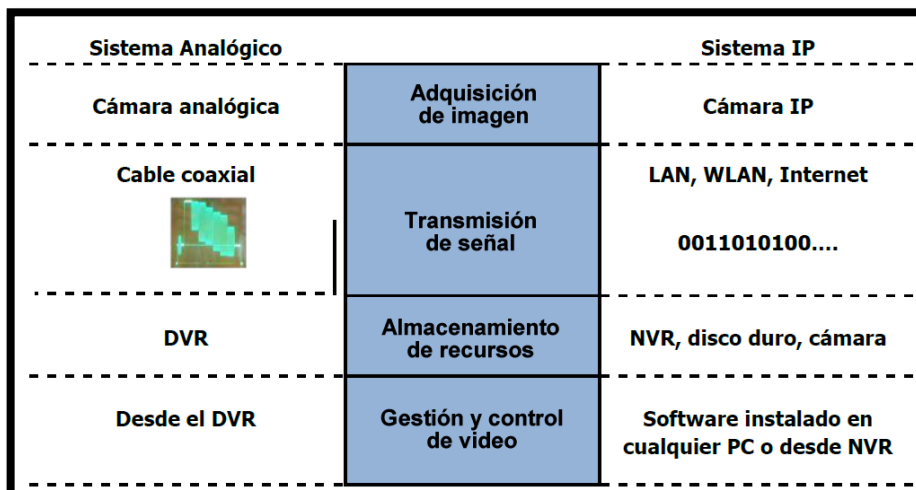 Sistema Analógico
Sistema IP
Cámara analógica
Adquisición
de imagen
Cámara IP
Cable coaxial
Transmisión
de señal
LAN, WLAN, Internet
0011010100....
DVR
Almacenamiento
de recursos
NVR, disco duro, cámara
Desde el DVR
Gestión y control
de video
Software instalado en
cualquier PC o desde NVR